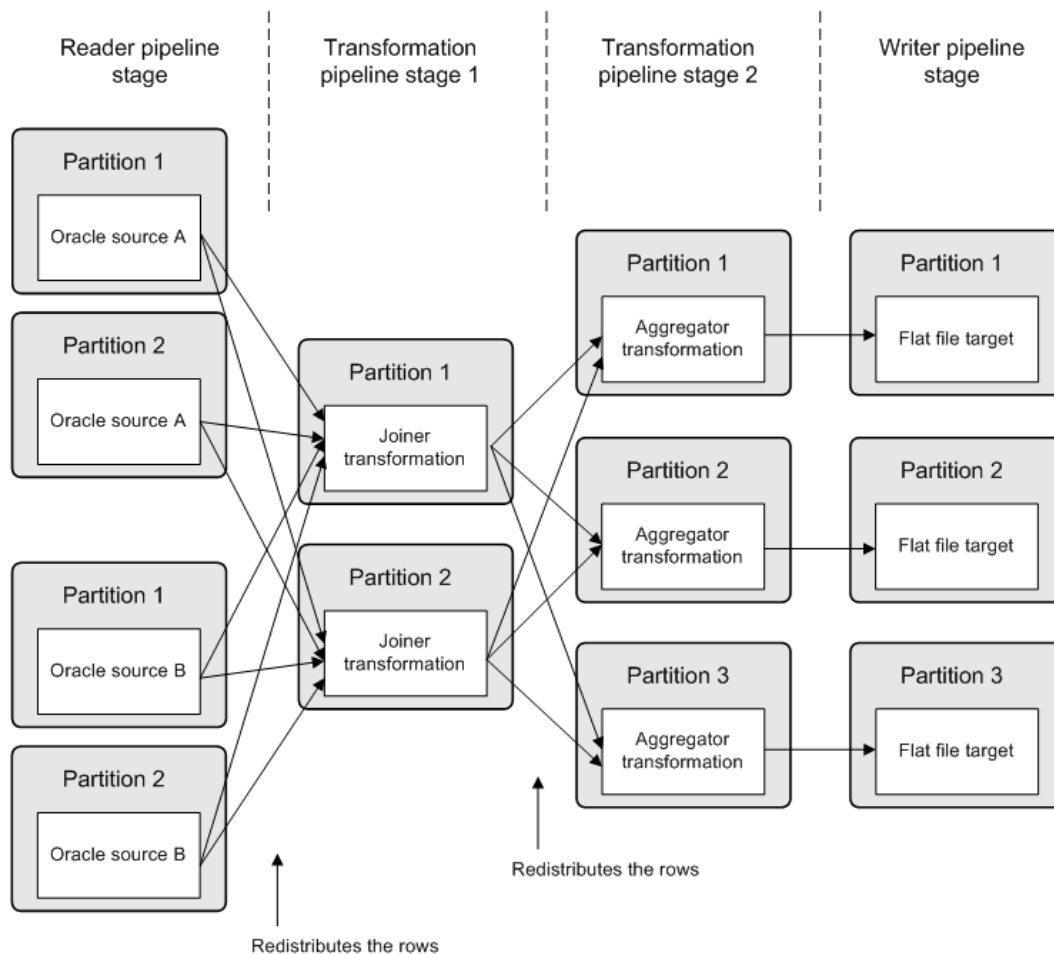 Reader pipeline
stage
Transformation
pipeline stage 1
Transformation
pipeline stage 2
Writer pipeline
stage
Partition 1
Oracle source A
Partition 2
Oracle source A
Partition 1
Oracle source B
Partition 2
Oracle source B
Partition 1
Joiner
transformation
Partition 2
Joiner
transformation
Partition 1
Aggregator
transformation
Partition 2
Aggregator
transformation
Partition 3
Aggregator
transformation
Partition 1
Flat file target
Partition 2
Flat file target
Partition 3
Flat file target
Redistributes the rows
Redistributes the rows